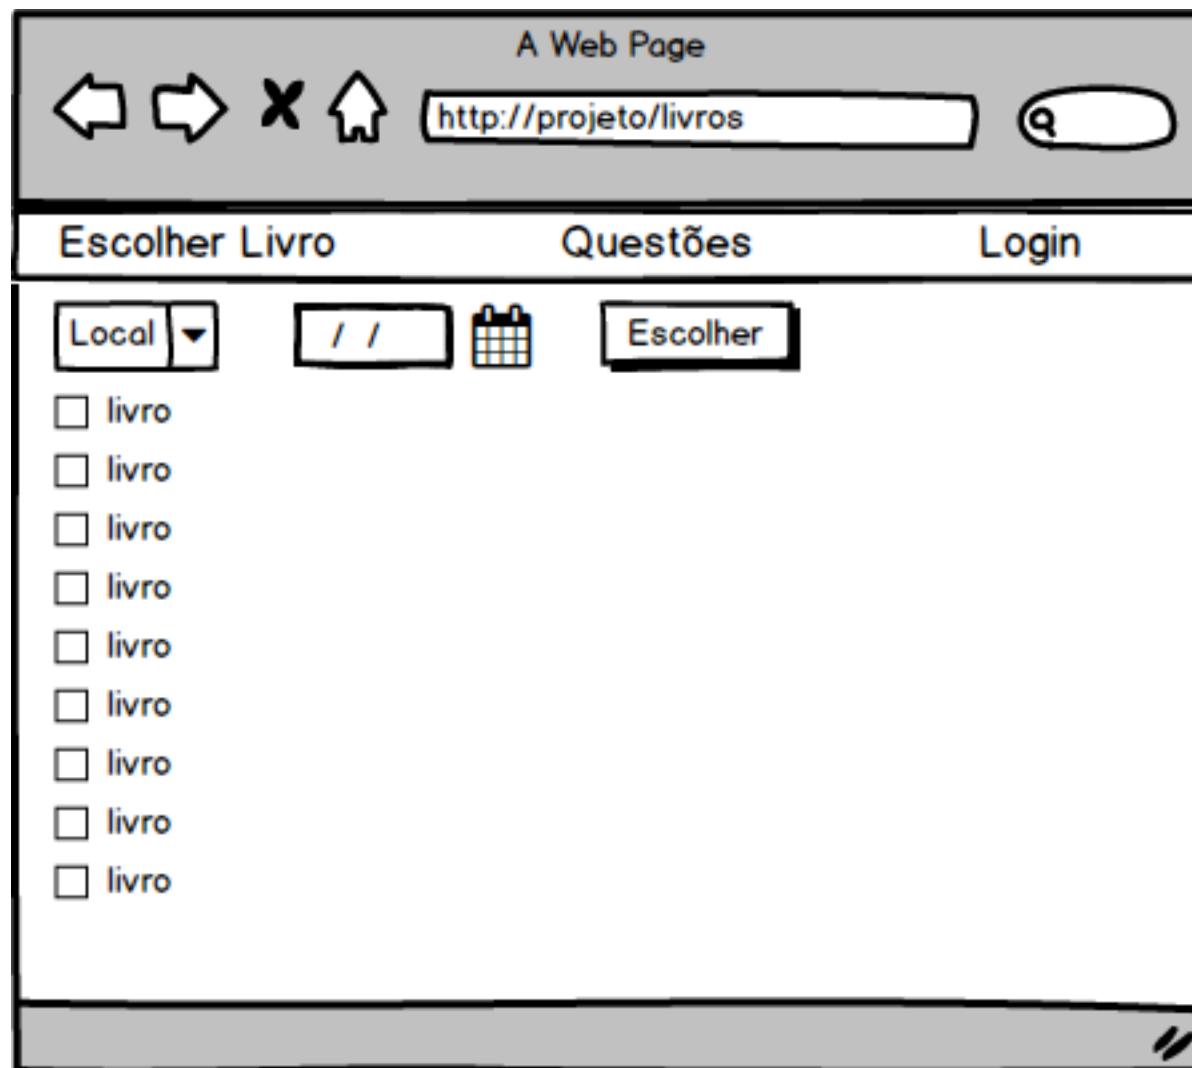 A Web Page
http://projeto/livros
Escolher Livro Questões Login
Local / / Escolher
livro
livro
livro
livro
livro
livro
livro
livro
livro